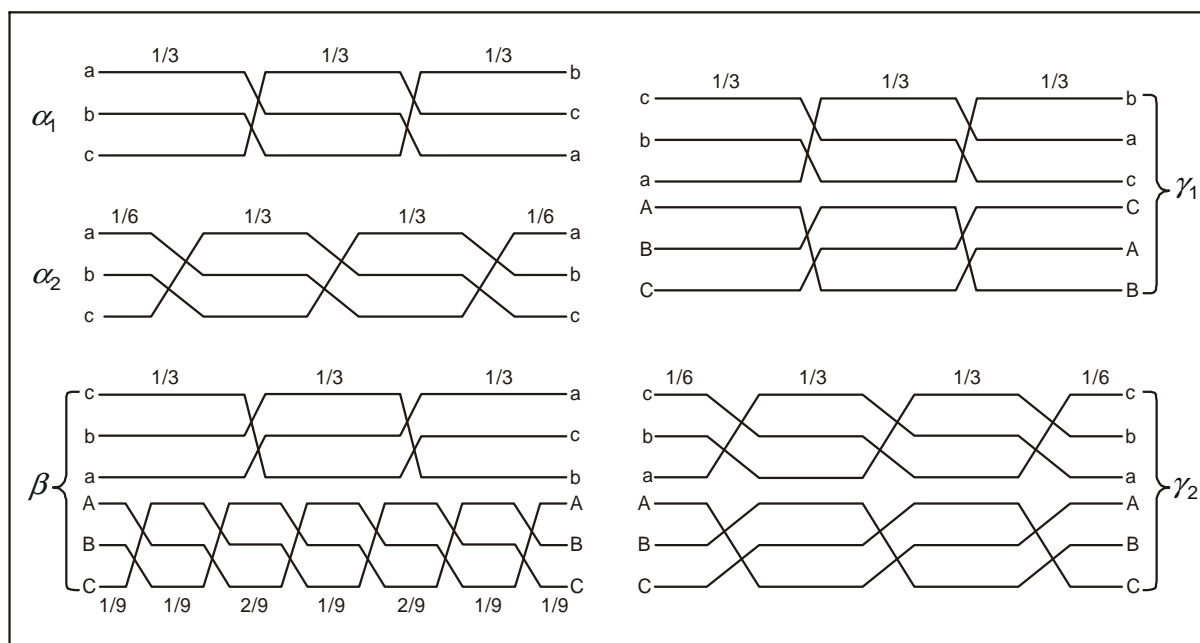 1/3 1/3 1/3
a b
α1 b c
c a
1/6 1/3 1/3 1/6
a a
α2 b b
c c
1/3 1/3 1/3
c a
b c
a b
β
A A
B B
C C
1/9 1/9 2/9 1/9 2/9 1/9 1/9
1/3 1/3 1/3
c b
b a
a c
γ1
A C
B A
C B
1/6 1/3 1/3 1/6
c c
b b
a a
γ2
A A
B B
C C